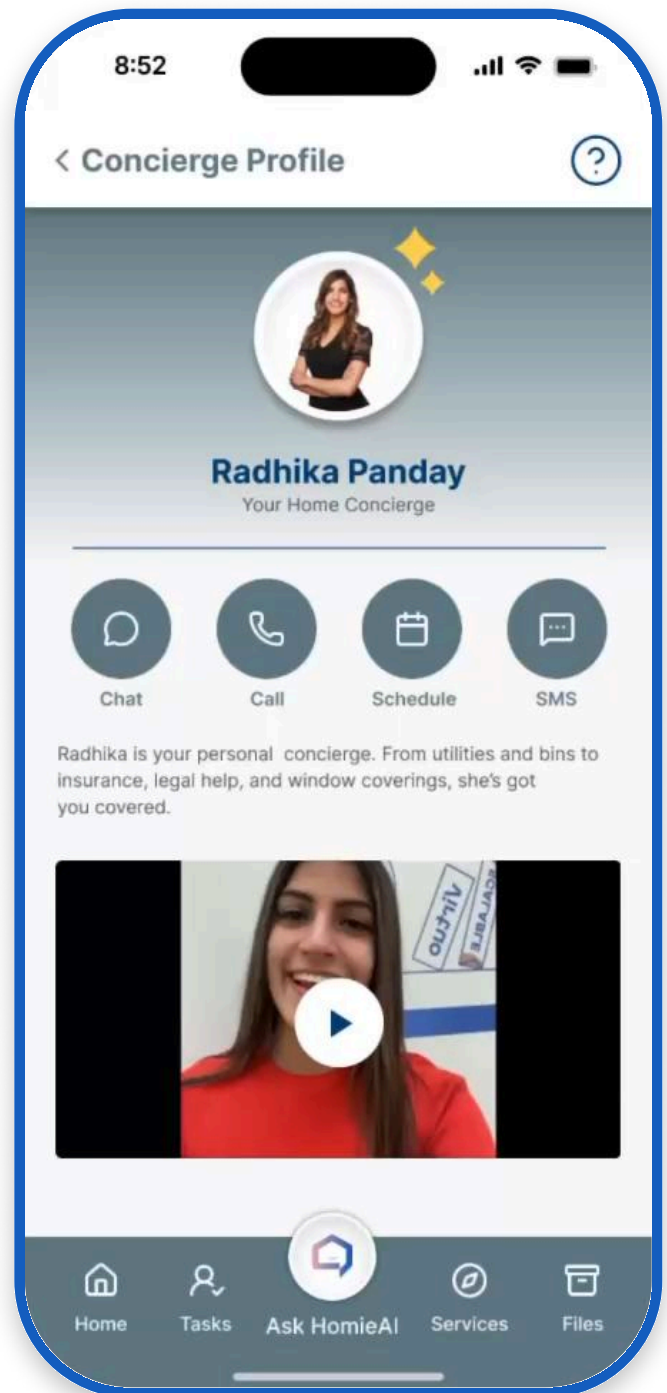 8:52
Concierge Profile
?
Radhika Panday
Your Home Concierge
Chat
Call
Schedule
SMS
Radhika is your personal concierge. From utilities and bins to
insurance, legal help, and window coverings, she's got
you covered.
Virtuo
SCALABLE
Home
Tasks
Ask HomieAI
Services
Files